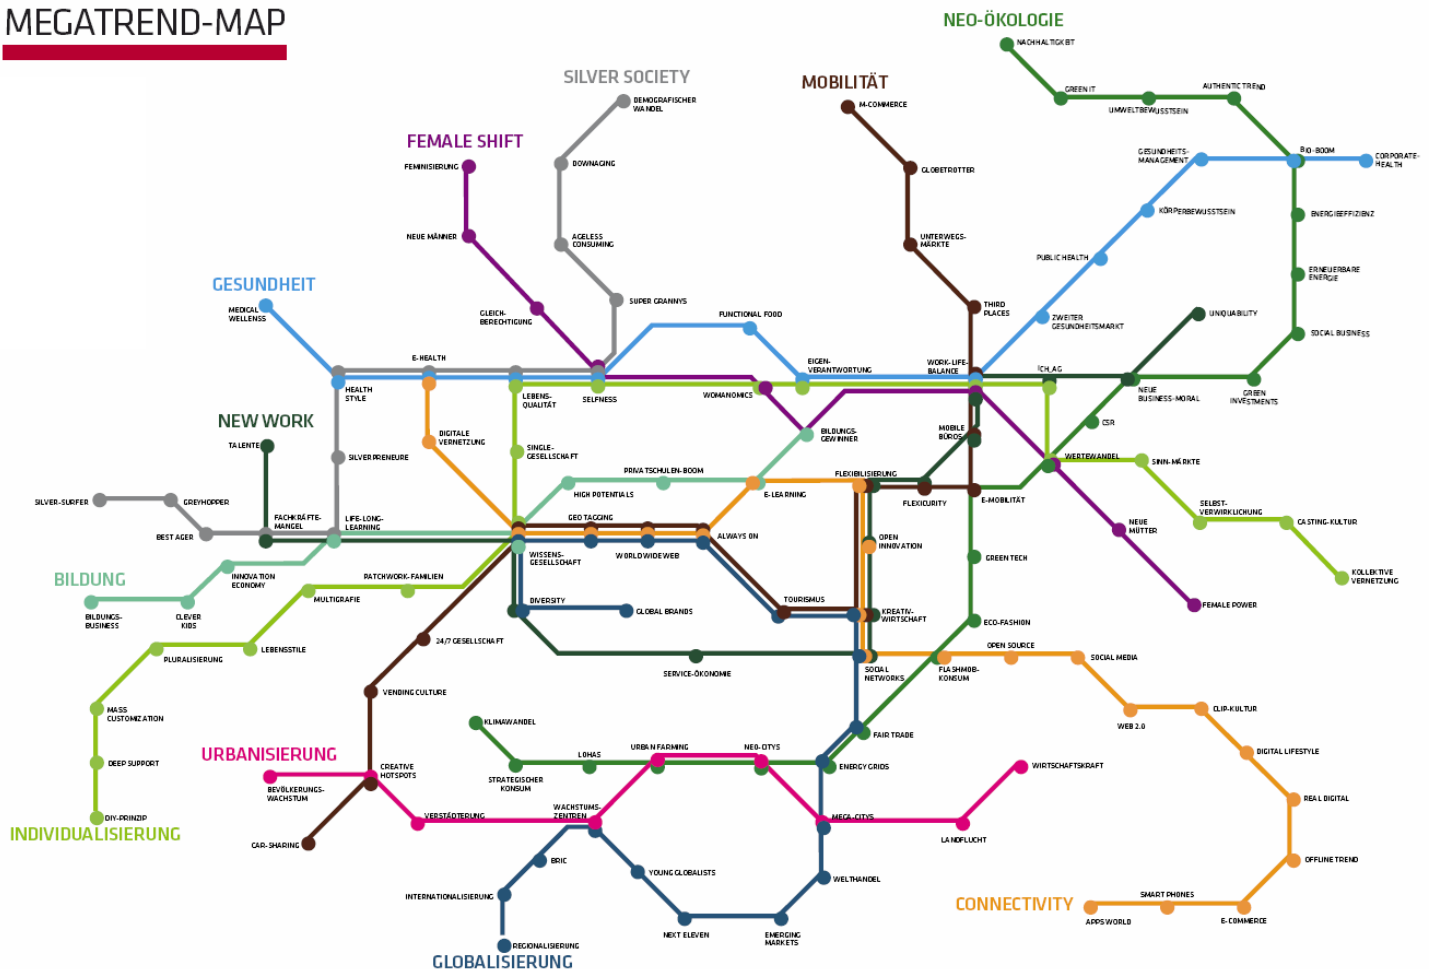 MEGATREND-MAP
NEO-ÖKOLOGIE
NACHHALTIGKEIT
SILVER SOCIETY
MOBILITÄT
GREEN IT
AUTHENTIC TREND
UMWELTBEWUSSTSEIN
DEMOGRAFISCHER
WANDEL
M-COMMERCE
FEMALE SHIFT
FEMINISIERUNG
DOWNAGING
GLOBETROTTER
GESUNDHEITS-
MANAGEMENT
BIO-BOOM
CORPORATE-
HEALTH
NEUE MÄNNER
AGELESS
CONSUMING
UNTERWEGS-
MÄRKTE
KÖRPERBEWUSSTSEIN
ENERGIEEFFIZIENZ
PUBLIC HEALTH
ERNEUERBARE
ENERGIE
GESUNDHEIT
MEDICAL
WELLENSS
GLEICH-
BERECHTIGUNG
SUPER GRANNYS
FUNCTIONAL FOOD
THIRD
PLACES
ZWEITER
GESUNDHEITSMARKT
UNIQUABILITY
SOCIAL BUSINESS
E-HEALTH
EIGEN-
VERANTWORTUNG
WORK-LIFE-
BALANCE
ICH.AG
HEALTH
STYLE
LEBENS-
QUALITÄT
SELFNESS
WOMANOMICS
NEUE
BUSINESS-MORAL
GREEN
INVESTMENTS
NEW WORK
TALENTE
DIGITALE
VERNETZUNG
SINGLE-
GESELLSCHAFT
BILDUNGS-
GEWINNER
MOBILE
BÜROS
CSR
SILVERPRENEURE
WERTEWANDEL
SINN-MÄRKTE
PRIVATSCHULEN-BOOM
FLEXIBILISIERUNG
SILVER-SURFER
GREYHOPPER
HIGH POTENTIALS
E-LEARNING
FLEXICURITY
E-MOBILITÄT
SELBST-
VERWIRKLICHUNG
CASTING-KULTUR
FACHKRÄFTE-
MANGEL
LIFE-LONG-
LEARNING
GEO TAGGING
NEUE
MÜTTER
BEST AGER
ALWAYS ON
OPEN
INNOVATION
WISSENS-
GESELLSCHAFT
WORLDWIDEWEB
GREEN TECH
BILDUNG
INNOVATION
ECONOMY
PATCHWORK-FAMILIEN
KOLLEKTIVE
VERNETZUNG
BILDUNGS-
BUSINESS
CLEVER
KIDS
MULTIGRAFIE
DIVERSITY
GLOBAL BRANDS
TOURISMUS
KREATIV-
WIRTSCHAFT
FEMALE POWER
ECO-FASHION
24/7 GESELLSCHAFT
PLURALISIERUNG
LEBENSSTILE
SERVICE-ÖKONOMIE
SOCIAL
NETWORKS
FLASHMOB-
KONSUM
OPEN SOURCE
SOCIAL MEDIA
VENDING CULTURE
MASS
CUSTOMIZATION
KLIMAWANDEL
FAIR TRADE
WEB 2.0
CLIP-KULTUR
URBANISIERUNG
LOHAS
URBAN FARMING
NEO-CITYS
DIGITAL LIFESTYLE
DEEP SUPPORT
CREATIVE
HOTSPOTS
STRATEGISCHER
KONSUM
ENERGY GRIDS
WIRTSCHAFTSKRAFT
BEVÖLKERUNGS-
WACHSTUM
REAL DIGITAL
DIY-PRINZIP
VERSTÄDTERUNG
WACHSTUMS-
ZENTREN
MEGA-CITYS
LANDFLUCHT
INDIVIDUALISIERUNG
CAR-SHARING
BRIC
OFFLINE TREND
YOUNG GLOBALISTS
WELTHANDEL
INTERNATIONALISIERUNG
SMART PHONES
CONNECTIVITY
APPS WORLD
E-COMMERCE
NEXT ELEVEN
EMERGING
MARKETS
REGIONALISIERUNG
GLOBALISIERUNG